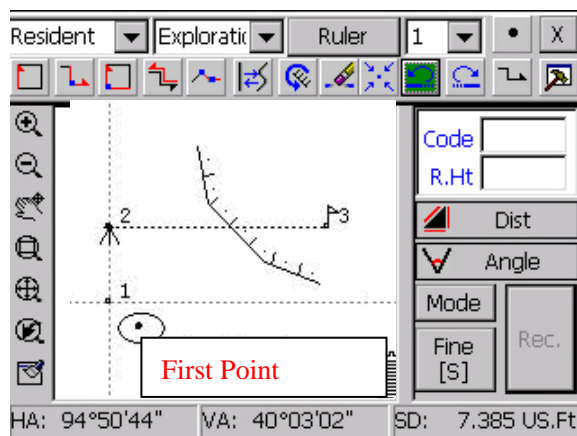 Resident Exploratic Ruler 1 • X
Code
R.Ht
2
3
Dist
Angle
1
Mode
First Point
Fine
[S]
Rec.
HA: 94°50'44" VA: 40°03'02" SD: 7.385 US.Ft